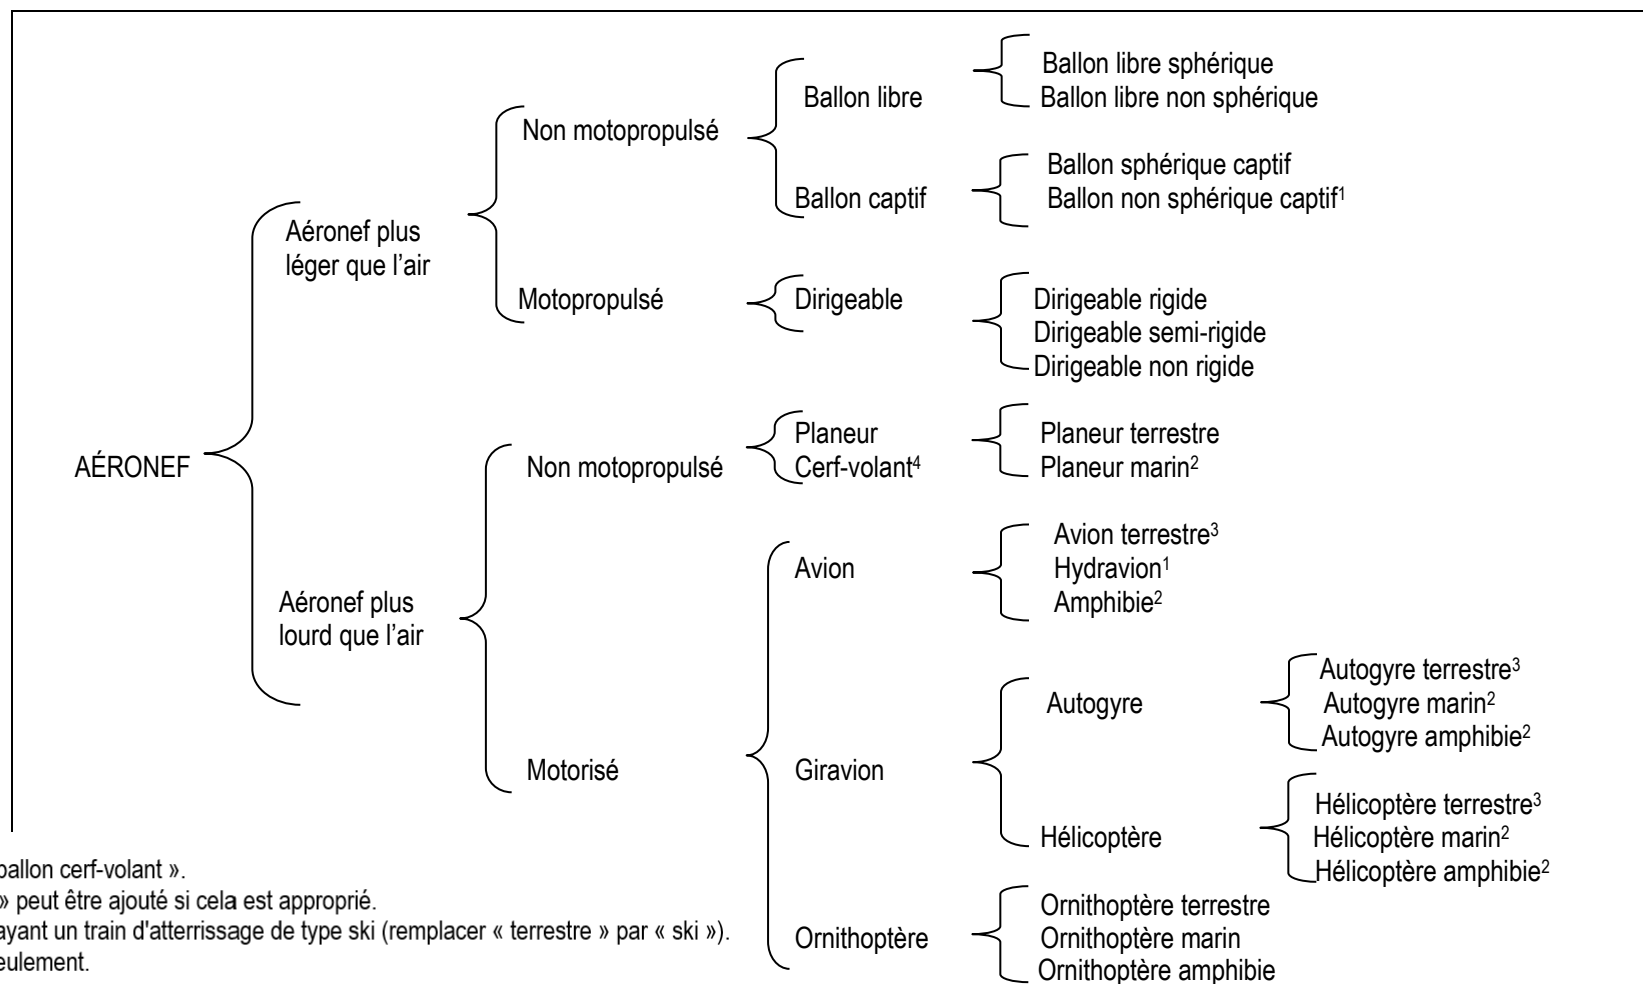 Ballon libre sphérique
Ballon libre non sphérique
Ballon libre
Non motopropulsé
Ballon sphérique captif
Ballon non sphérique captif¹
Ballon captif
Aéronef plus
léger que l’air
Motopropulsé
Dirigeable
Dirigeable rigide
Dirigeable semi-rigide
Dirigeable non rigide
AÉRONEF
Non motopropulsé
Planeur
Cerf-volant⁴
Planeur terrestre
Planeur marin²
Avion
Avion terrestre³
Hydravion¹
Amphibie²
Aéronef plus
lourd que l’air
Motorisé
Giravion
Autogyre
Autogyre terrestre³
Autogyre marin²
Autogyre amphibie²
Hélicoptère
Hélicoptère terrestre³
Hélicoptère marin²
Hélicoptère amphibie²
Ornithoptère
Ornithoptère terrestre
Ornithoptère marin
Ornithoptère amphibie
ballon cerf-volant ».
» peut être ajouté si cela est approprié.
ayant un train d'atterrissage de type ski (remplacer « terrestre » par « ski »).
eulement.